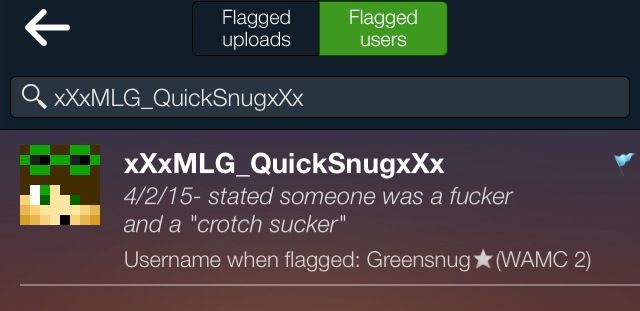 Flagged
uploads
Flagged
users
xXxMLG_QuickSnugxXx
xXxMLG_QuickSnugxXx
4/2/15- stated someone was a fucker
and a "crotch sucker"
Username when flagged: Greensnug★(WAMC 2)